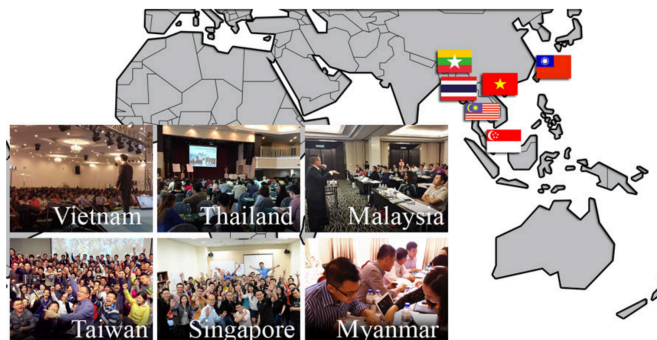 Vietnam
Thailand
Malaysia
Taiwan
Singapore
Myanmar